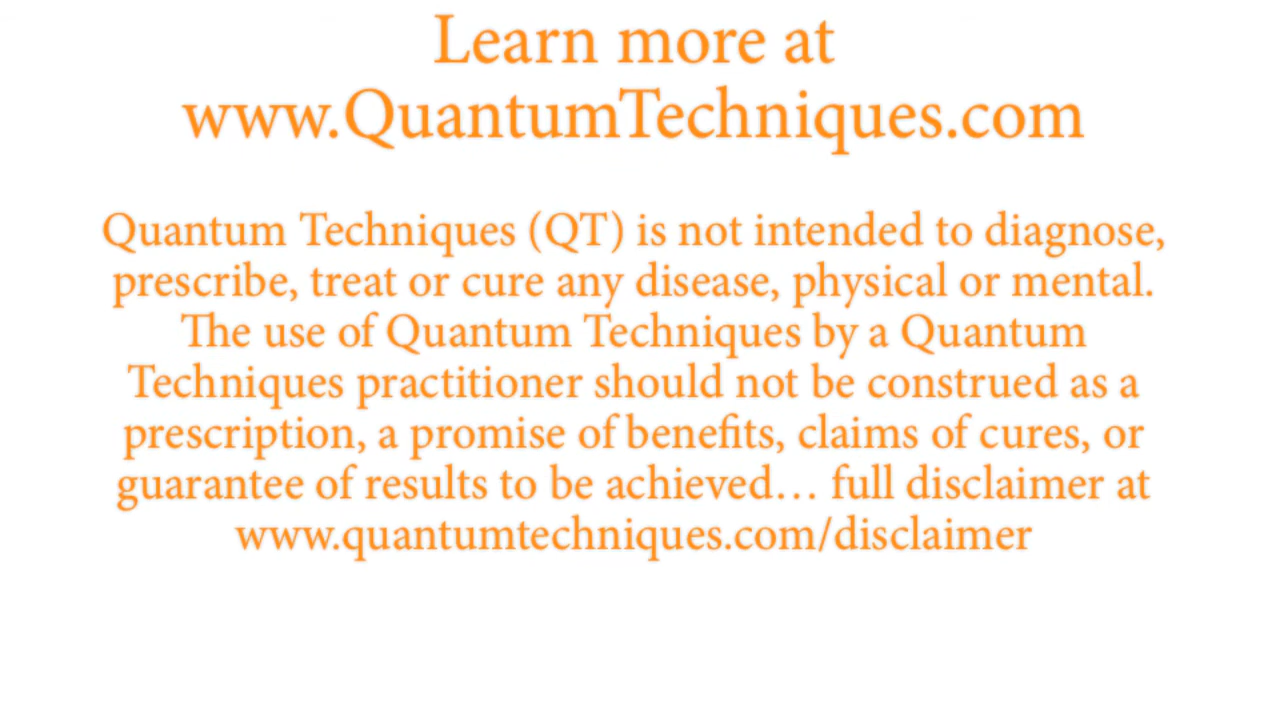 Learn more at
www.QuantumTechniques.com
Quantum Techniques (QT) is not intended to diagnose,
prescribe, treat or cure any disease, physical or mental.
The use of Quantum Techniques by a Quantum
Techniques practitioner should not be construed as a
prescription, a promise of benefits, claims of cures, or
guarantee of results to be achieved… full disclaimer at
www.quantumtechniques.com/disclaimer